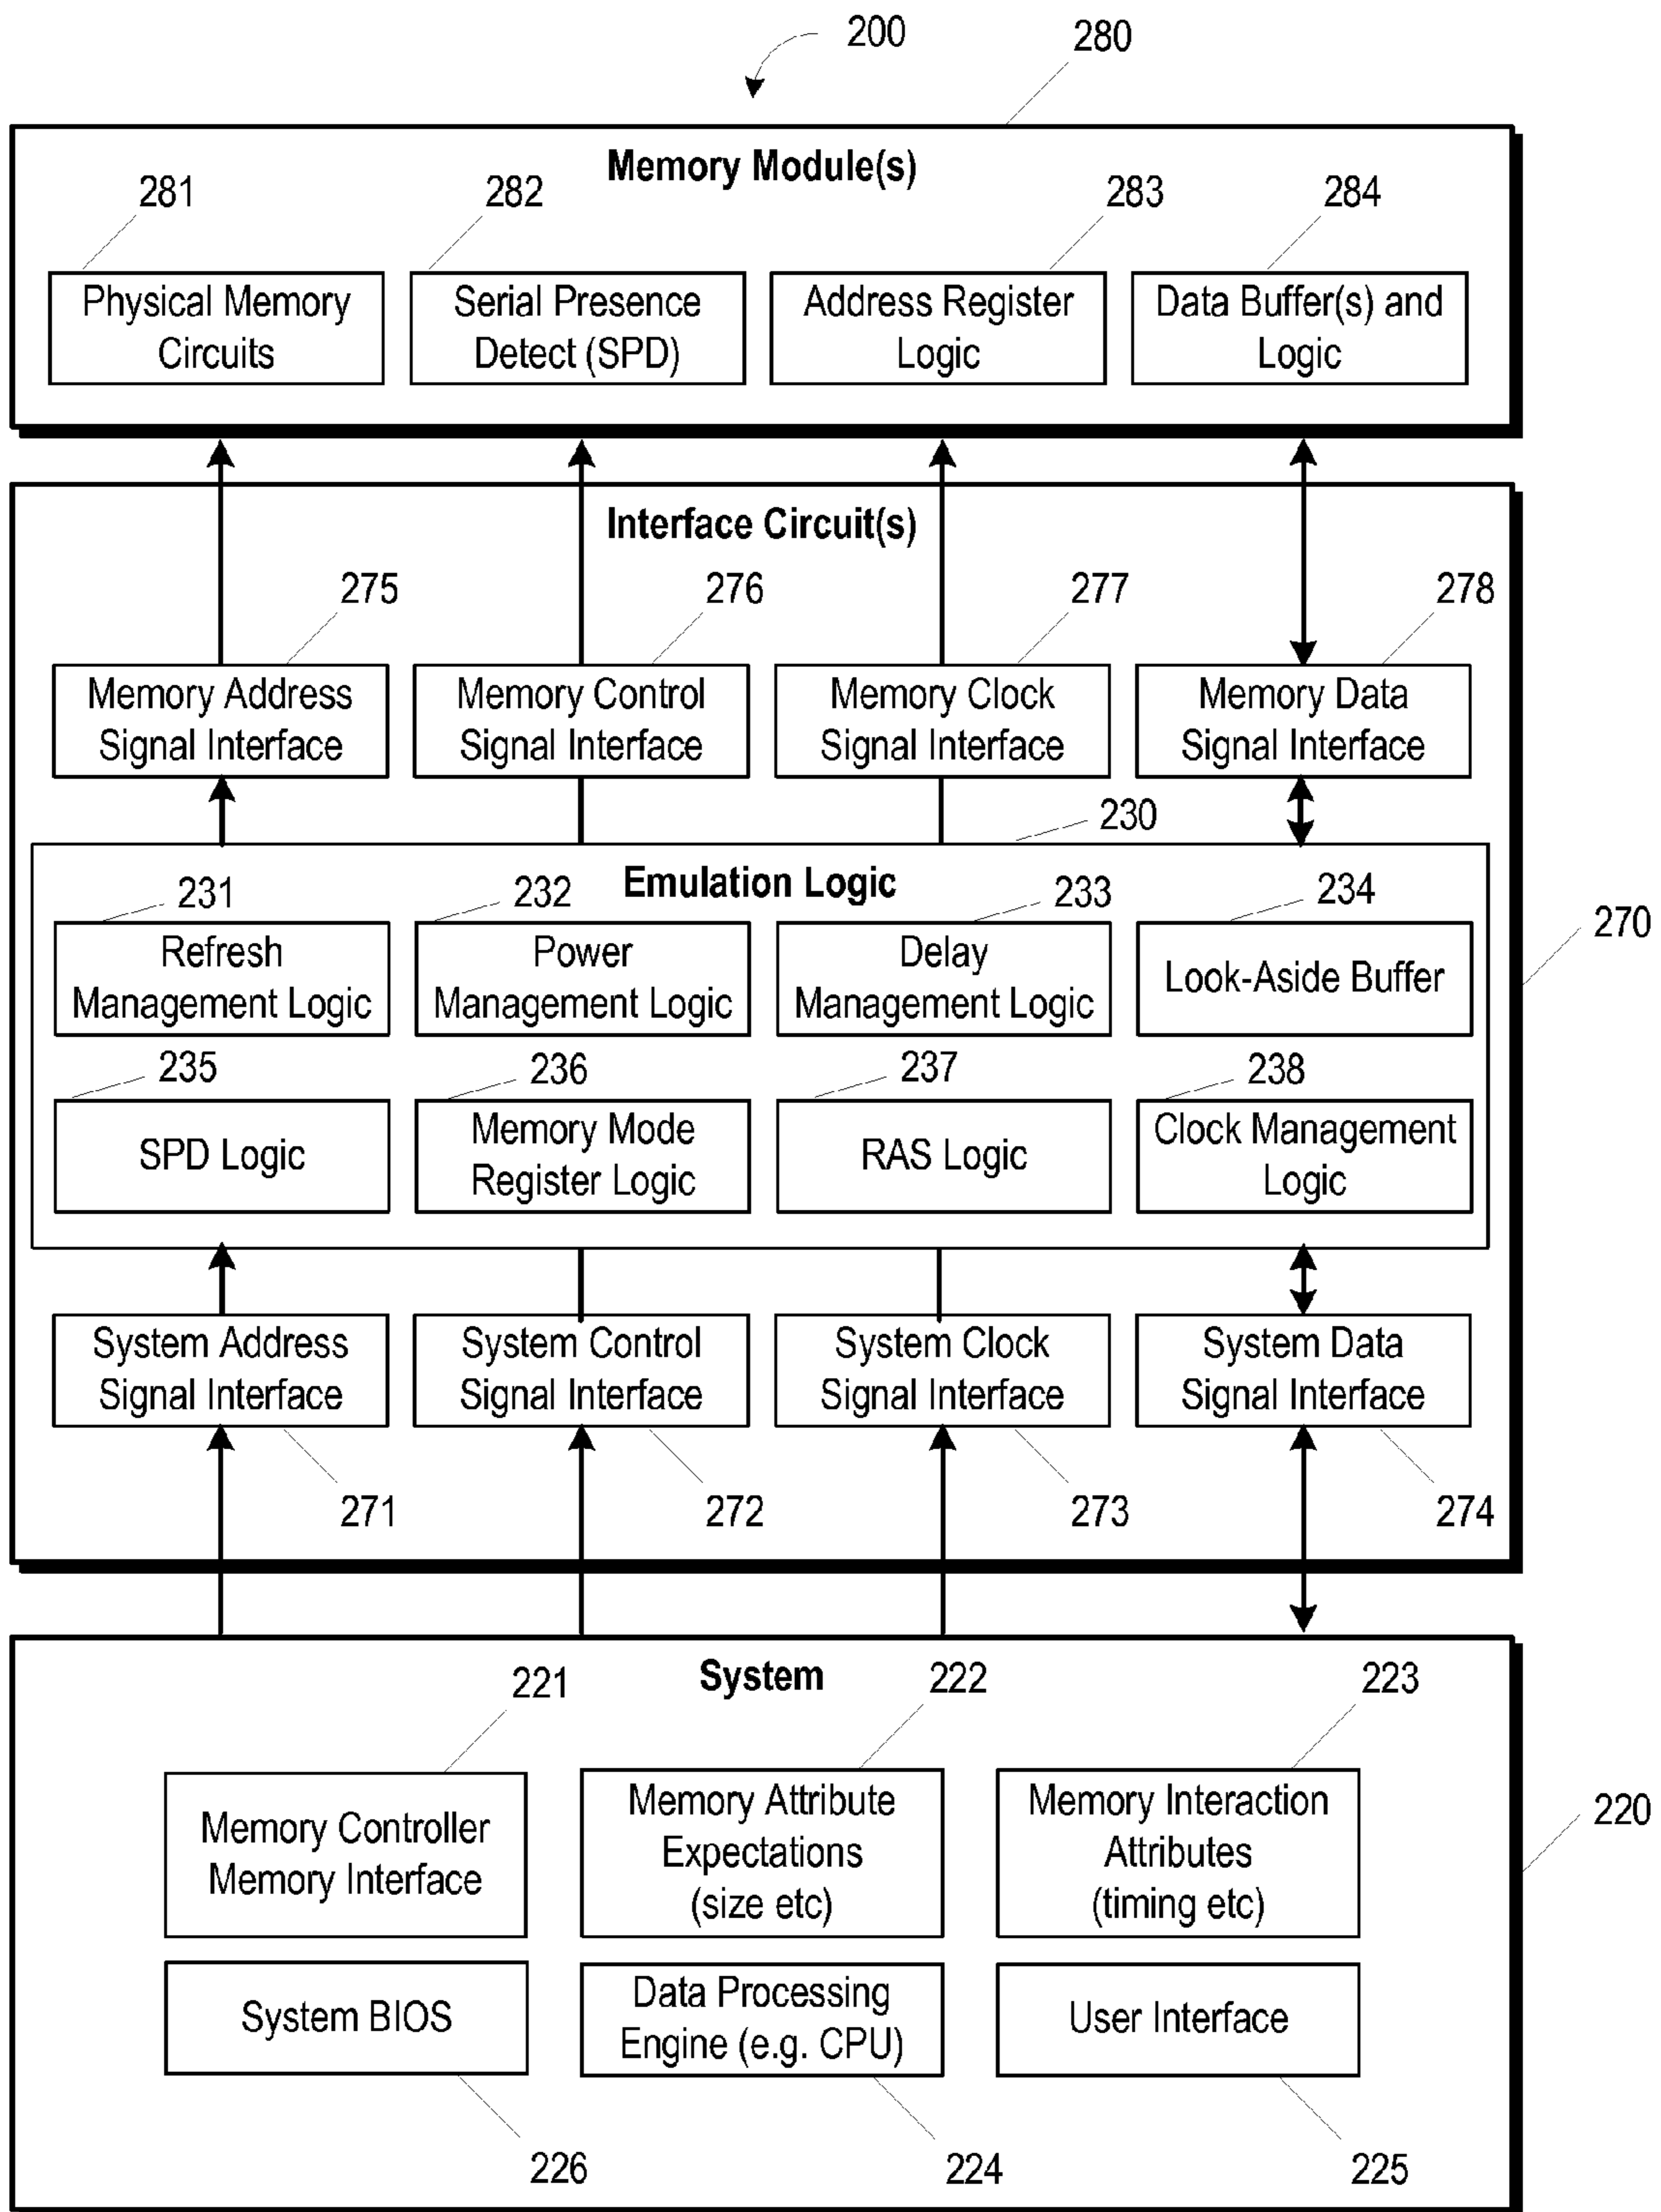 200
280
Memory Module(s)
281
282
283
284
Physical Memory
Circuits
Serial Presence
Detect (SPD)
Address Register
Logic
Data Buffer(s) and
Logic
Interface Circuit(s)
275
276
277
278
Memory Address
Signal Interface
Memory Control
Signal Interface
Memory Clock
Signal Interface
Memory Data
Signal Interface
230
Emulation Logic
231
232
233
234
Refresh
Management Logic
Power
Management Logic
Delay
Management Logic
Look-Aside Buffer
270
235
236
237
238
SPD Logic
Memory Mode
Register Logic
RAS Logic
Clock Management
Logic
System Address
Signal Interface
System Control
Signal Interface
System Clock
Signal Interface
System Data
Signal Interface
271
272
273
274
System
221
222
223
Memory Controller
Memory Interface
Memory Attribute
Expectations
(size etc)
Memory Interaction
Attributes
(timing etc)
220
System BIOS
Data Processing
Engine (e.g. CPU)
User Interface
226
224
225